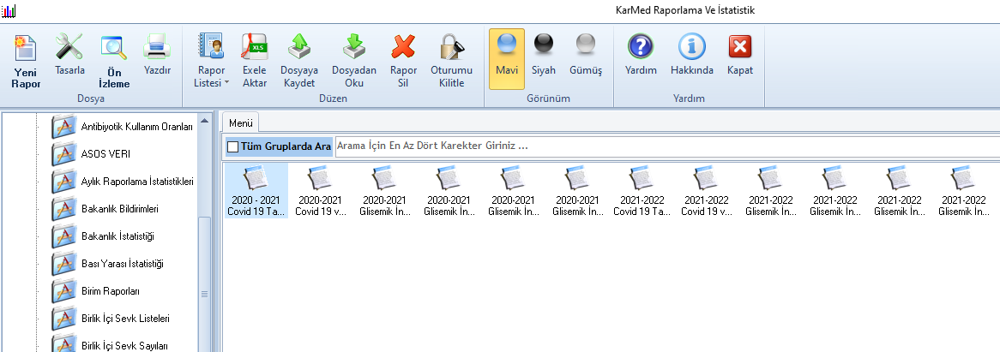 KarMed Raporlama Ve İstatistik
Yeni Rapor
Tasarla
Ön İzleme
Yazdır
Rapor Listesi
Exele Aktar
Dosyaya Kaydet
Dosyadan Oku
Rapor Sil
Oturumu Kilitle
Mavi
Siyah
Gümüş
Yardım
Hakkında
Kapat
Dosya
Düzen
Görünüm
Yardım
Antibiyotik Kullanım Oranları
ASOS VERI
Aylık Raporlama İstatistikleri
Bakanlık Bildirimleri
Bakanlık İstatistiği
Bası Yarası İstatistiği
Birim Raporları
Birlik İçi Sevk Listeleri
Birlik İçi Sevk Sayıları
Menü
Tüm Gruplarda Ara
Arama İçin En Az Dört Karekter Giriniz ...
2020 - 2021 Covid 19 Ta...
2020-2021 Covid 19 v...
2020-2021 Glisemik İn...
2020-2021 Glisemik İn...
2020-2021 Glisemik İn...
2020-2021 Glisemik İn...
2021-2022 Covid 19 Ta...
2021-2022 Covid 19 v...
2021-2022 Glisemik İn...
2021-2022 Glisemik İn...
2021-2022 Glisemik İn...
2021-2022 Glisemik İn...